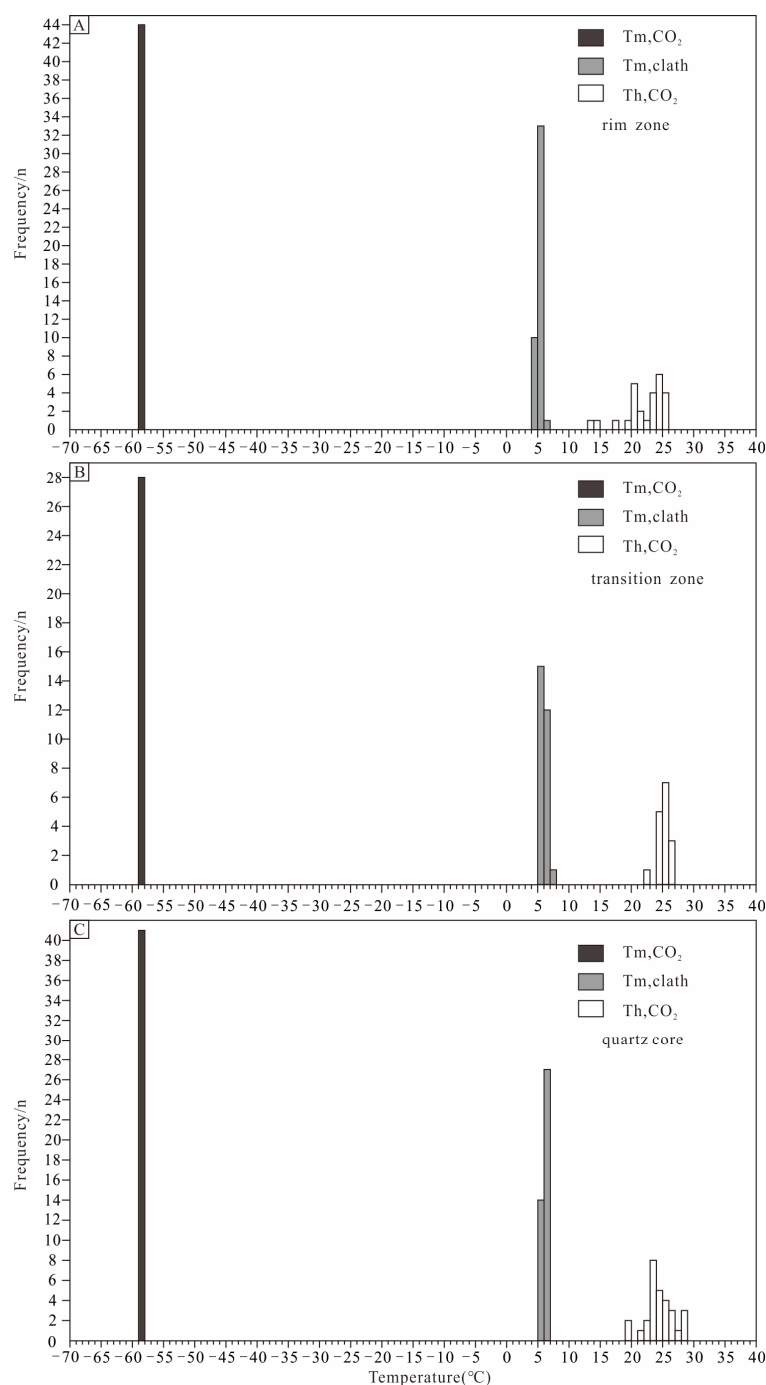 A
44
42
40
38
36
34
32
30
28
26
24
22
20
18
16
14
12
10
8
6
4
2
0
Frequency/n
Tm,CO₂
Tm,clath
Th,CO₂
rim zone
−70 −65 −60 −55 −50 −45 −40 −35 −30 −25 −20 −15 −10 −5 0 5 10 15 20 25 30 35 40
B
28
26
24
22
20
18
16
14
12
10
8
6
4
2
0
Frequency/n
Tm,CO₂
Tm,clath
Th,CO₂
transition zone
−70 −65 −60 −55 −50 −45 −40 −35 −30 −25 −20 −15 −10 −5 0 5 10 15 20 25 30 35 40
C
40
38
36
34
32
30
28
26
24
22
20
18
16
14
12
10
8
6
4
2
0
Frequency/n
Tm,CO₂
Tm,clath
Th,CO₂
quartz core
−70 −65 −60 −55 −50 −45 −40 −35 −30 −25 −20 −15 −10 −5 0 5 10 15 20 25 30 35 40
Temperature(℃)